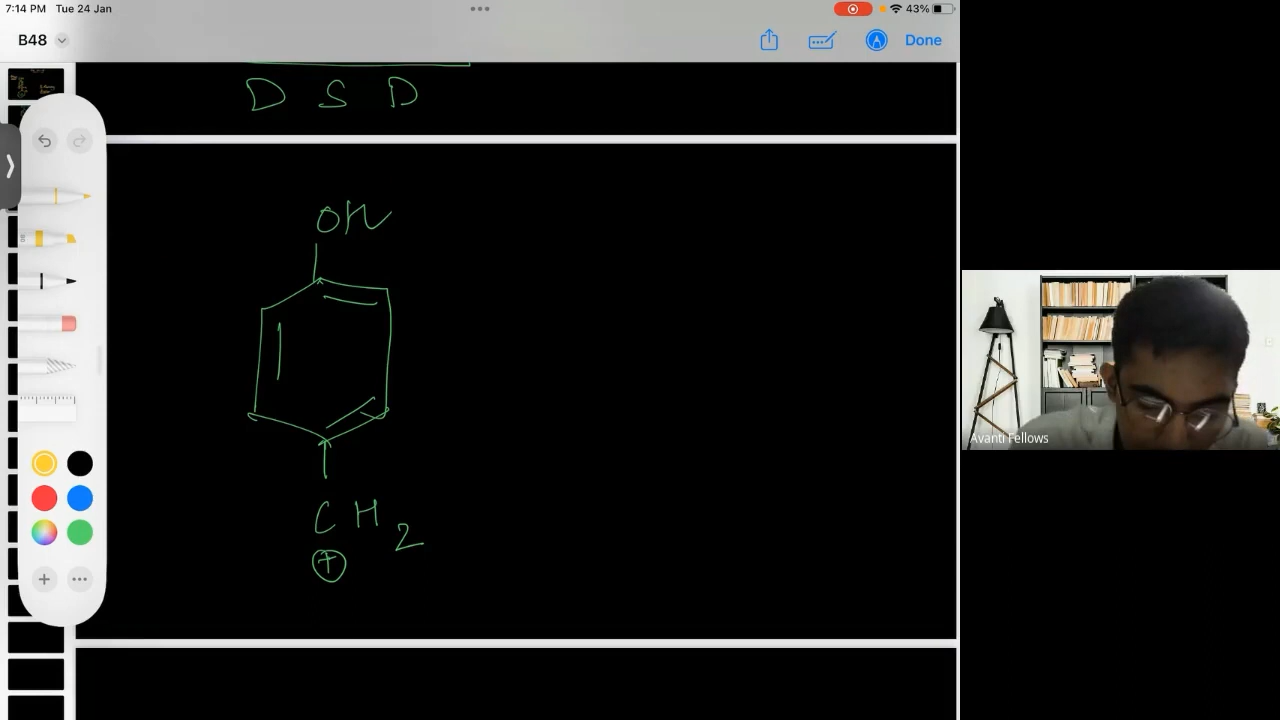 7:14 PM Tue 24 Jan
43%
B48
Done
D S D
OH
CH2
+
Avanti Fellows